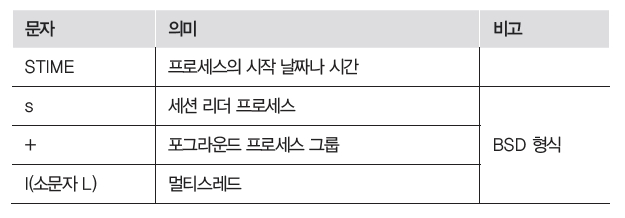 문자 의미 비고
STIME 프로세스의 시작 날짜나 시간
s 세션 리더 프로세스
+ 포그라운드 프로세스 그룹 BSD 형식
l(소문자 L) 멀티스레드